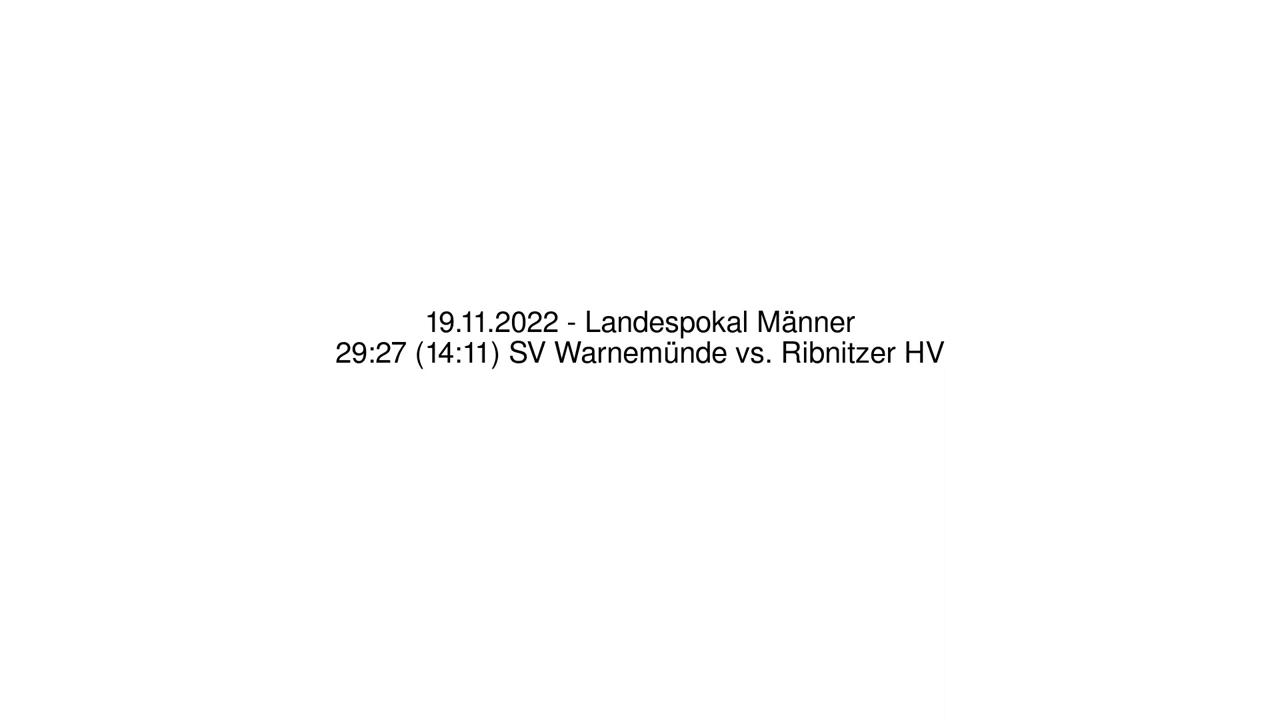 19.11.2022 - Landespokal Männer
29:27 (14:11) SV Warnemünde vs. Ribnitzer HV